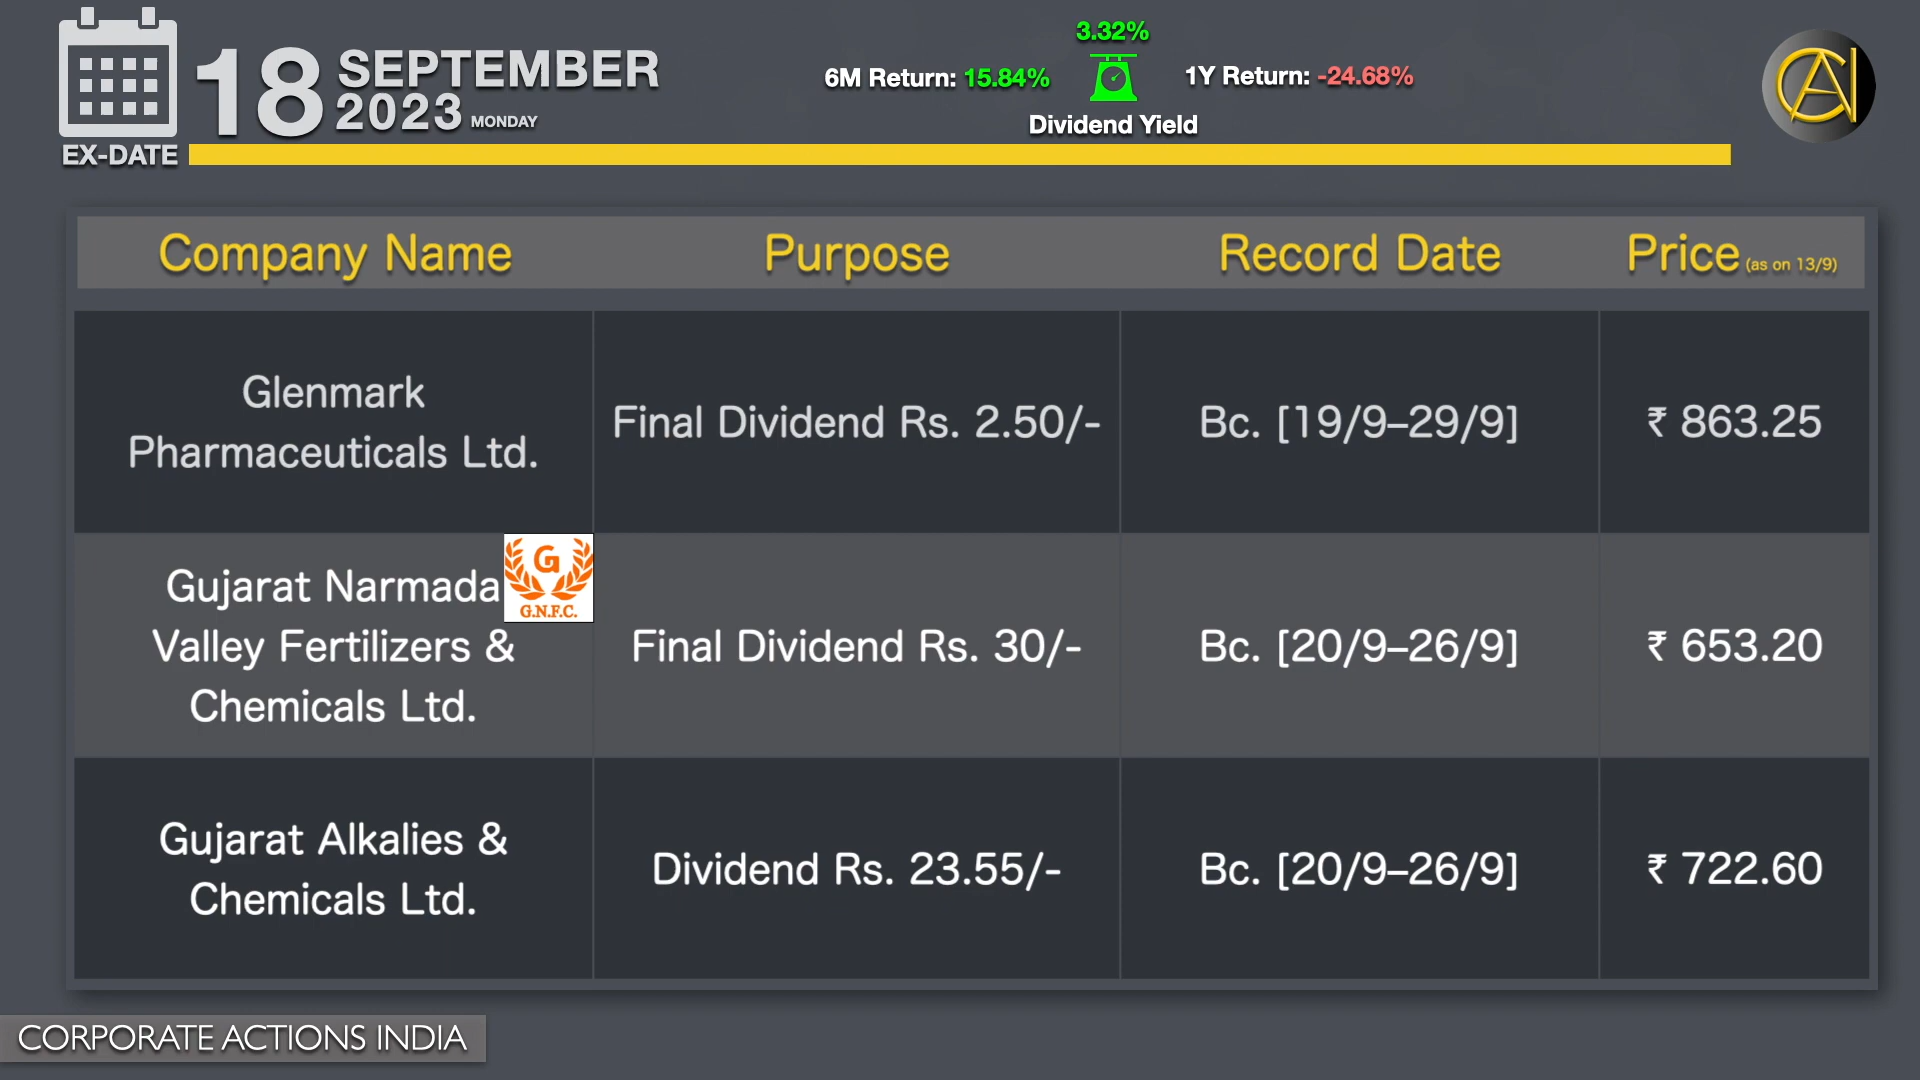 18 SEPTEMBER
2023 MONDAY
EX-DATE
3.32%
6M Return: 15.84%
1Y Return: -24.68%
Dividend Yield
CA
Company Name Purpose Record Date Price (as on 13/9)
Glenmark
Pharmaceuticals Ltd.
Final Dividend Rs. 2.50/-
Bc. [19/9–29/9]
₹ 863.25
Gujarat Narmada
Valley Fertilizers &
Chemicals Ltd.
G
G.N.F.C.
Final Dividend Rs. 30/-
Bc. [20/9–26/9]
₹ 653.20
Gujarat Alkalies &
Chemicals Ltd.
Dividend Rs. 23.55/-
Bc. [20/9–26/9]
₹ 722.60
CORPORATE ACTIONS INDIA